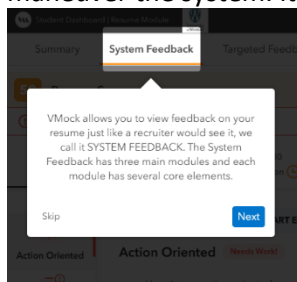 Student Dashboard | Resume Module
Summary System Feedback Targeted Feedb
VMock allows you to view feedback on your
resume just like a recruiter would see it, we
call it SYSTEM FEEDBACK. The System
Feedback has three main modules and each
module has several core elements.
Skip Next
Action Oriented Action Oriented Needs Work!